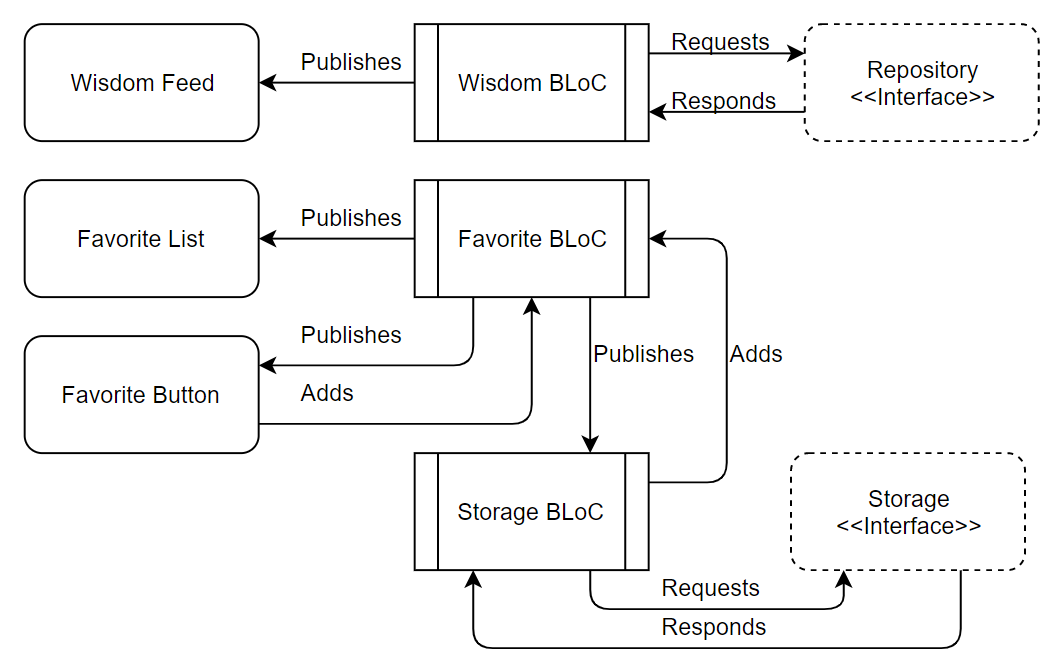 Wisdom Feed
Publishes
Wisdom BLoC
Requests
Responds
Repository
<<Interface>>
Favorite List
Publishes
Favorite BLoC
Favorite Button
Publishes
Adds
Publishes
Adds
Storage BLoC
Storage
<<Interface>>
Requests
Responds